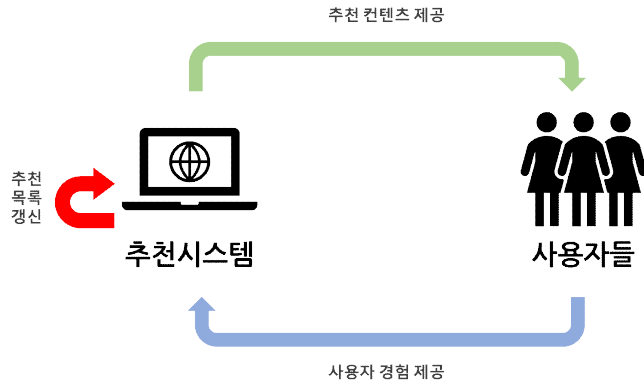 추천 컨텐츠 제공
추천
목록
갱신
추천시스템
사용자들
사용자 경험 제공